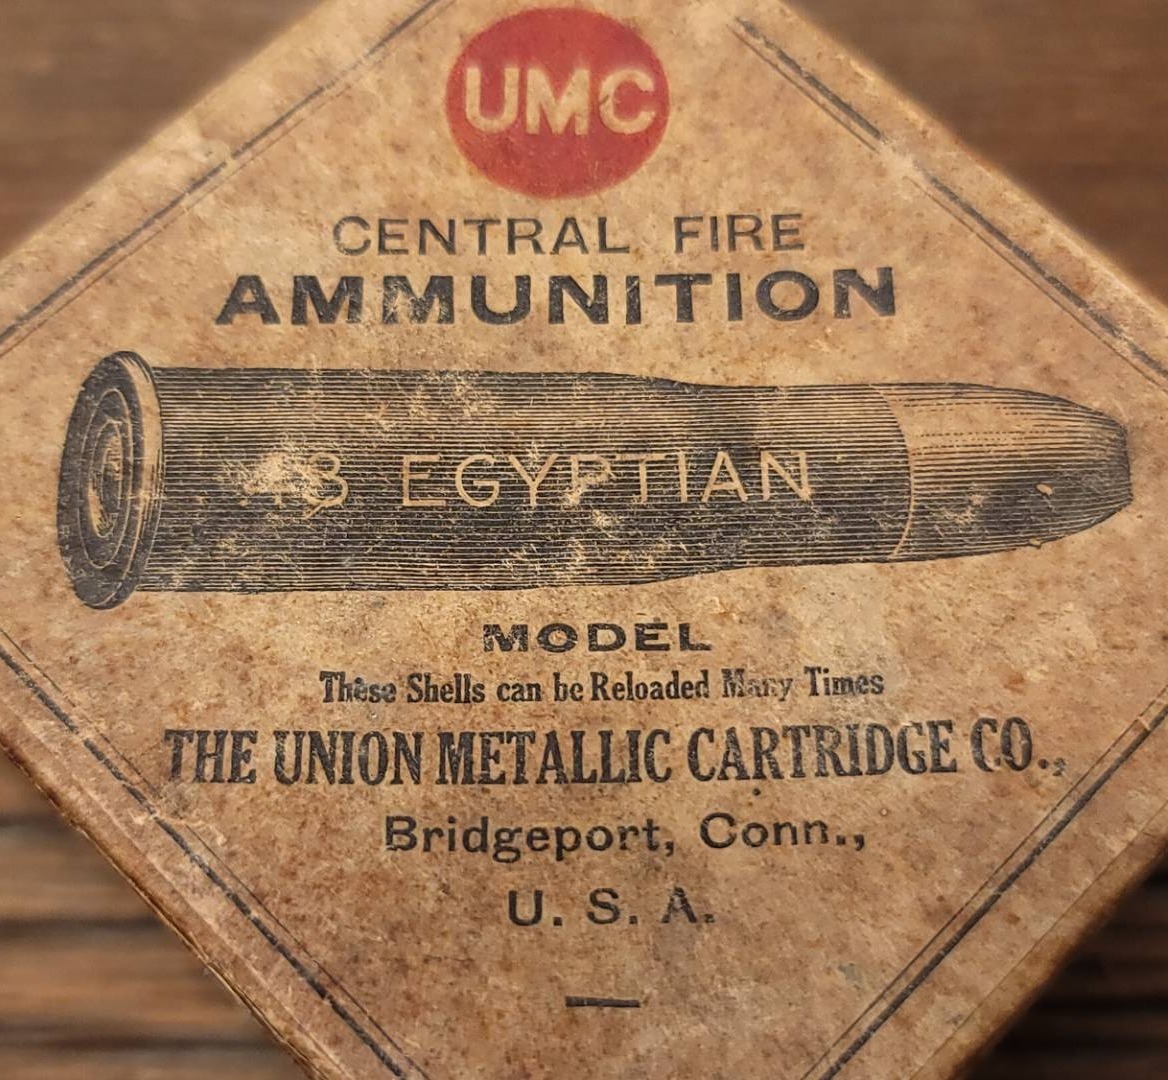 UMC
CENTRAL FIRE
AMMUNITION
43 EGYPTIAN
MODEL
These Shells can be Reloaded Many Times
THE UNION METALLIC CARTRIDGE CO.,
Bridgeport, Conn.,
U. S. A.